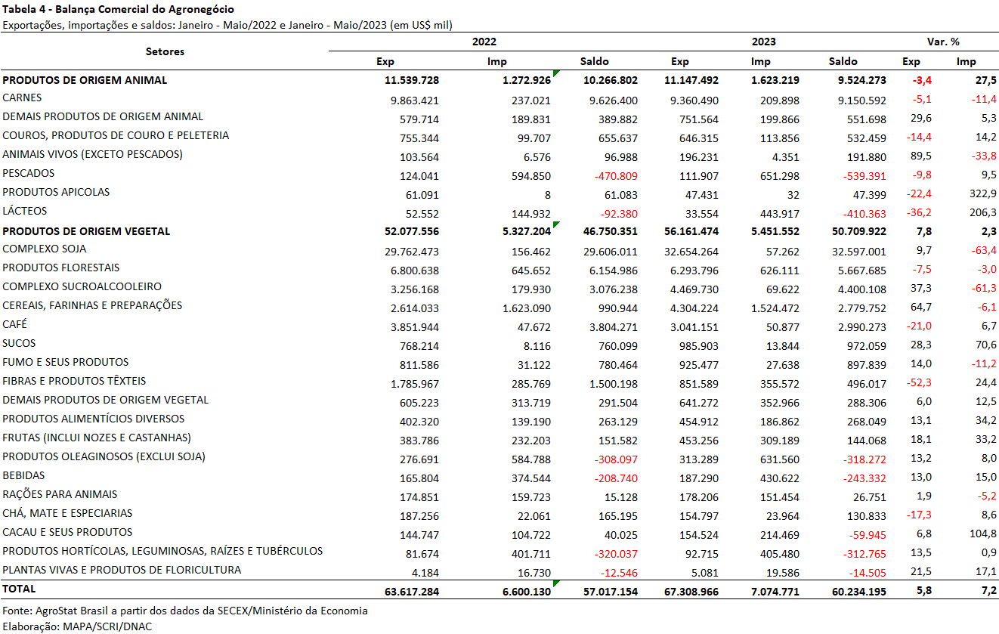 Tabela 4 - Balança Comercial do Agronegócio
Exportações, importações e saldos: Janeiro - Maio/2022 e Janeiro - Maio/2023 (em US$ mil)
Setores 2022 2023 Var. %
Exp Imp Saldo Exp Imp Saldo Exp Imp
PRODUTOS DE ORIGEM ANIMAL 11.539.728 1.272.926 10.266.802 11.147.492 1.623.219 9.524.273 -3,4 27,5
CARNES 9.863.421 237.021 9.626.400 9.360.490 209.898 9.150.592 -5,1 -11,4
DEMAIS PRODUTOS DE ORIGEM ANIMAL 579.714 189.831 389.882 751.564 199.866 551.698 29,6 5,3
COUROS, PRODUTOS DE COURO E PELETERIA 755.344 99.707 655.637 646.315 113.856 532.459 -14,4 14,2
ANIMAIS VIVOS (EXCETO PESCADOS) 103.564 6.576 96.988 196.231 4.351 191.880 89,5 -33,8
PESCADOS 124.041 594.850 -470.809 111.907 651.298 -539.391 -9,8 9,5
PRODUTOS APICOLAS 61.091 8 61.083 47.431 32 47.399 -22,4 322,9
LÁCTEOS 52.552 144.932 -92.380 33.554 443.917 -410.363 -36,2 206,3
PRODUTOS DE ORIGEM VEGETAL 52.077.556 5.327.204 46.750.351 56.161.474 5.451.552 50.709.922 7,8 2,3
COMPLEXO SOJA 29.762.473 156.462 29.606.011 32.654.264 57.262 32.597.001 9,7 -63,4
PRODUTOS FLORESTAIS 6.800.638 645.652 6.154.986 6.293.796 626.111 5.667.685 -7,5 -3,0
COMPLEXO SUCROALCOOLEIRO 3.256.168 179.930 3.076.238 4.469.730 69.622 4.400.108 37,3 -61,3
CEREAIS, FARINHAS E PREPARAÇÕES 2.614.033 1.623.090 990.944 4.304.224 1.524.472 2.779.752 64,7 -6,1
CAFÉ 3.851.944 47.672 3.804.271 3.041.151 50.877 2.990.273 -21,0 6,7
SUCOS 768.214 8.116 760.099 985.903 13.844 972.059 28,3 70,6
FUMO E SEUS PRODUTOS 811.586 31.122 780.464 925.477 27.638 897.839 14,0 -11,2
FIBRAS E PRODUTOS TÊXTEIS 1.785.967 285.769 1.500.198 851.589 355.572 496.017 -52,3 24,4
DEMAIS PRODUTOS DE ORIGEM VEGETAL 605.223 313.719 291.504 641.272 352.966 288.306 6,0 12,5
PRODUTOS ALIMENTÍCIOS DIVERSOS 402.320 139.190 263.129 454.912 186.862 268.049 13,1 34,2
FRUTAS (INCLUI NOZES E CASTANHAS) 383.786 232.203 151.582 453.256 309.189 144.068 18,1 33,2
PRODUTOS OLEAGINOSOS (EXCLUI SOJA) 276.691 584.788 -308.097 313.289 631.560 -318.272 13,2 8,0
BEBIDAS 165.804 374.544 -208.740 187.290 430.622 -243.332 13,0 15,0
RAÇÕES PARA ANIMAIS 174.851 159.723 15.128 178.206 151.454 26.751 1,9 -5,2
CHÁ, MATE E ESPECIARIAS 187.256 22.061 165.195 154.797 23.964 130.833 -17,3 8,6
CACAU E SEUS PRODUTOS 144.747 104.722 40.025 154.524 214.469 -59.945 6,8 104,8
PRODUTOS HORTÍCOLAS, LEGUMINOSAS, RAÍZES E TUBÉRCULOS 81.674 401.711 -320.037 92.715 405.480 -312.765 13,5 0,9
PLANTAS VIVAS E PRODUTOS DE FLORICULTURA 4.184 16.730 -12.546 5.081 19.586 -14.505 21,5 17,1
TOTAL 63.617.284 6.600.130 57.017.154 67.308.966 7.074.771 60.234.195 5,8 7,2
Fonte: AgroStat Brasil a partir dos dados da SECEX/Ministério da Economia
Elaboração: MAPA/SCRI/DNAC